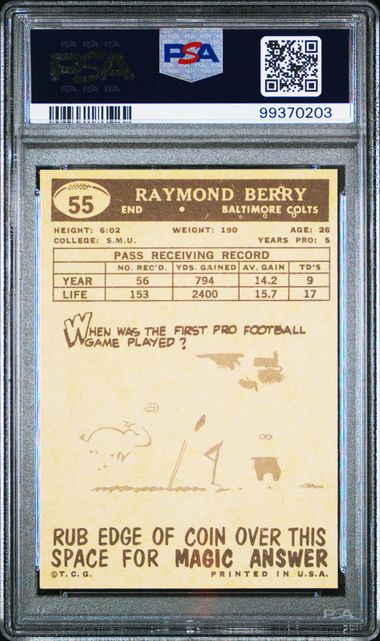 PSA
PSA
99370203
55
RAYMOND BERRY
END • BALTIMORE COLTS
HEIGHT: 6:02 WEIGHT: 190 AGE: 26
COLLEGE: S.M.U. YEARS PRO: 5
PASS RECEIVING RECORD
NO. REC'D. YDS. GAINED AV. GAIN TD'S
YEAR 56 794 14.2 9
LIFE 153 2400 15.7 17
WHEN WAS THE FIRST PRO FOOTBALL
GAME PLAYED?
RUB EDGE OF COIN OVER THIS
SPACE FOR MAGIC ANSWER
© T.C.G. PRINTED IN U.S.A.
PSA